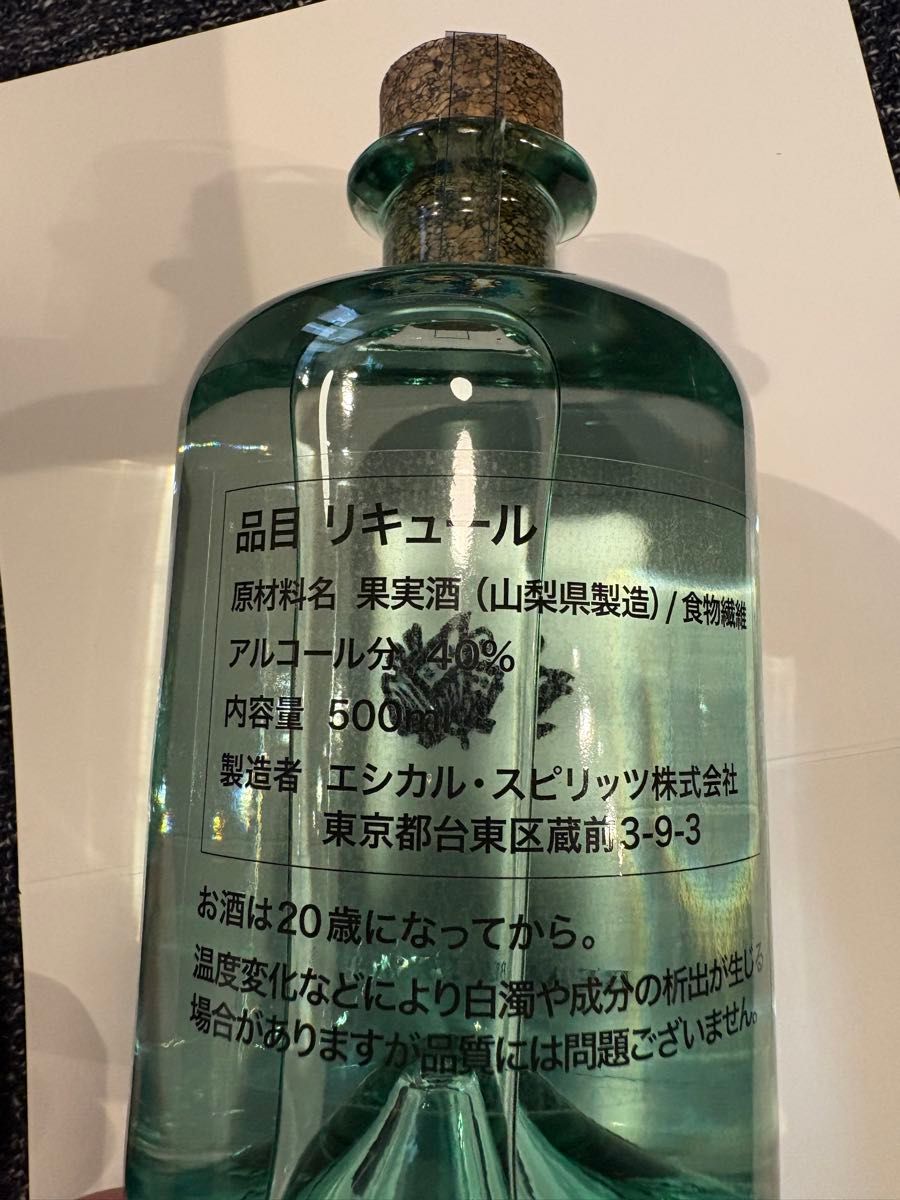 品目 リキュール
原材料名 果実酒（山梨県製造）/ 食物繊維
アルコール分 40%
内容量 500ml
製造者 エシカル・スピリッツ株式会社
東京都台東区蔵前3-9-3
お酒は20歳になってから。
温度変化などにより白濁や成分の析出が生じる
場合がありますが品質には問題ございません。